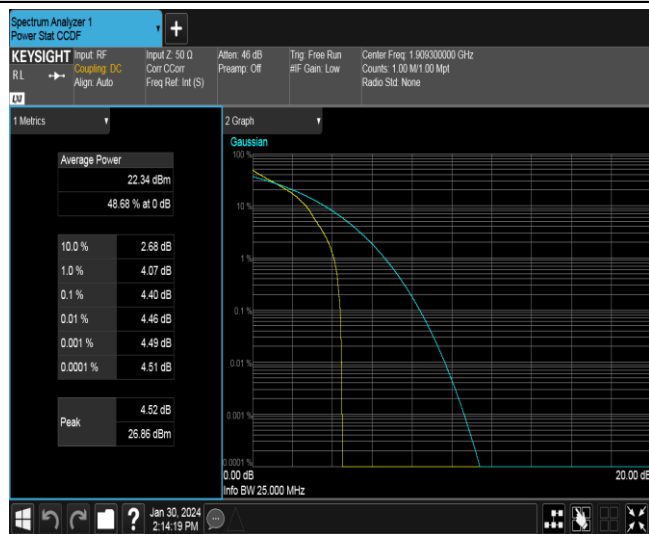 Spectrum Analyzer 1
Power Stat CCDF
+
KEYSIGHT
RL
LXI
Input: RF
Coupling: DC
Align: Auto
Input Z: 50 Ω
Corr CCorr
Freq Ref: Int (S)
Atten: 46 dB
Preamp: Off
Trig: Free Run
#IF Gain: Low
Center Freq: 1.909300000 GHz
Counts: 1.00 M/1.00 Mpt
Radio Std: None
1 Metrics
Average Power
22.34 dBm
48.68 % at 0 dB
10.0 % 2.68 dB
1.0 % 4.07 dB
0.1 % 4.40 dB
0.01 % 4.46 dB
0.001 % 4.49 dB
0.0001 % 4.51 dB
Peak
4.52 dB
26.86 dBm
2 Graph
Gaussian
100 %
10 %
1 %
0.1 %
0.01 %
0.001 %
0.0001 %
0.00 dB 20.00 dB
Info BW 25.000 MHz
?
Jan 30, 2024
2:14:19 PM